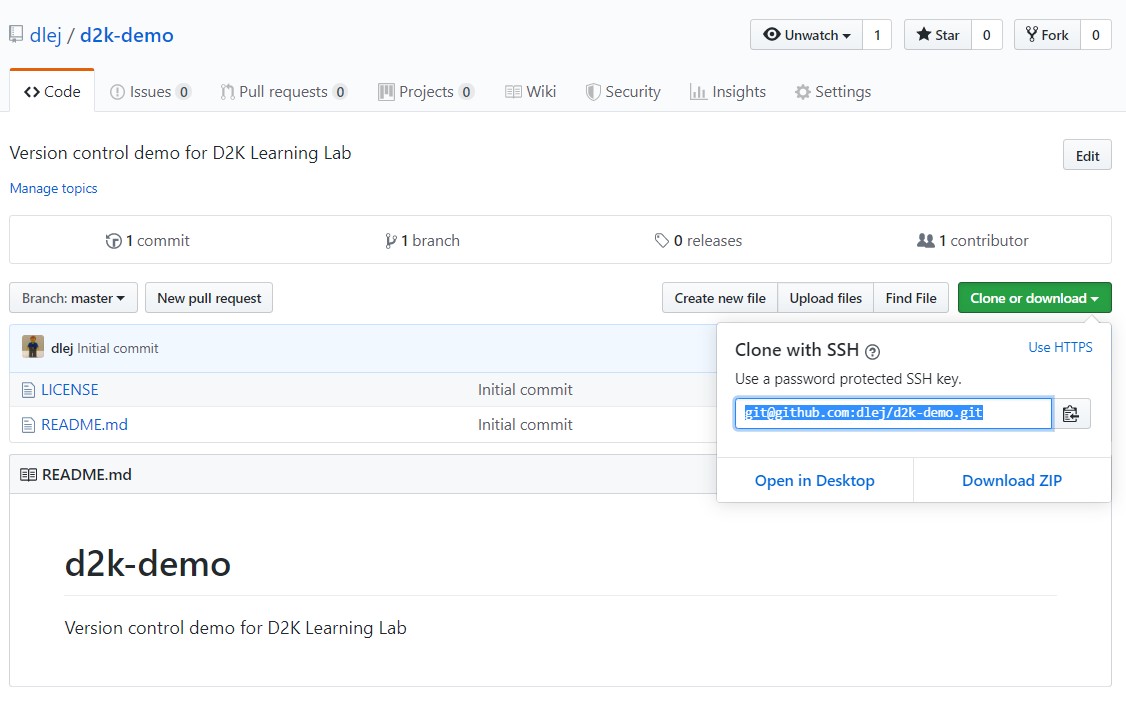 dlej / d2k-demo
Unwatch 1 Star 0 Fork 0
Code Issues 0 Pull requests 0 Projects 0 Wiki Security Insights Settings
Version control demo for D2K Learning Lab
Edit
Manage topics
1 commit 1 branch 0 releases 1 contributor
Branch: master New pull request Create new file Upload files Find File Clone or download
dlej Initial commit
LICENSE Initial commit
README.md Initial commit
Clone with SSH ? Use HTTPS
Use a password protected SSH key.
git@github.com:dlej/d2k-demo.git
Open in Desktop Download ZIP
README.md
d2k-demo
Version control demo for D2K Learning Lab